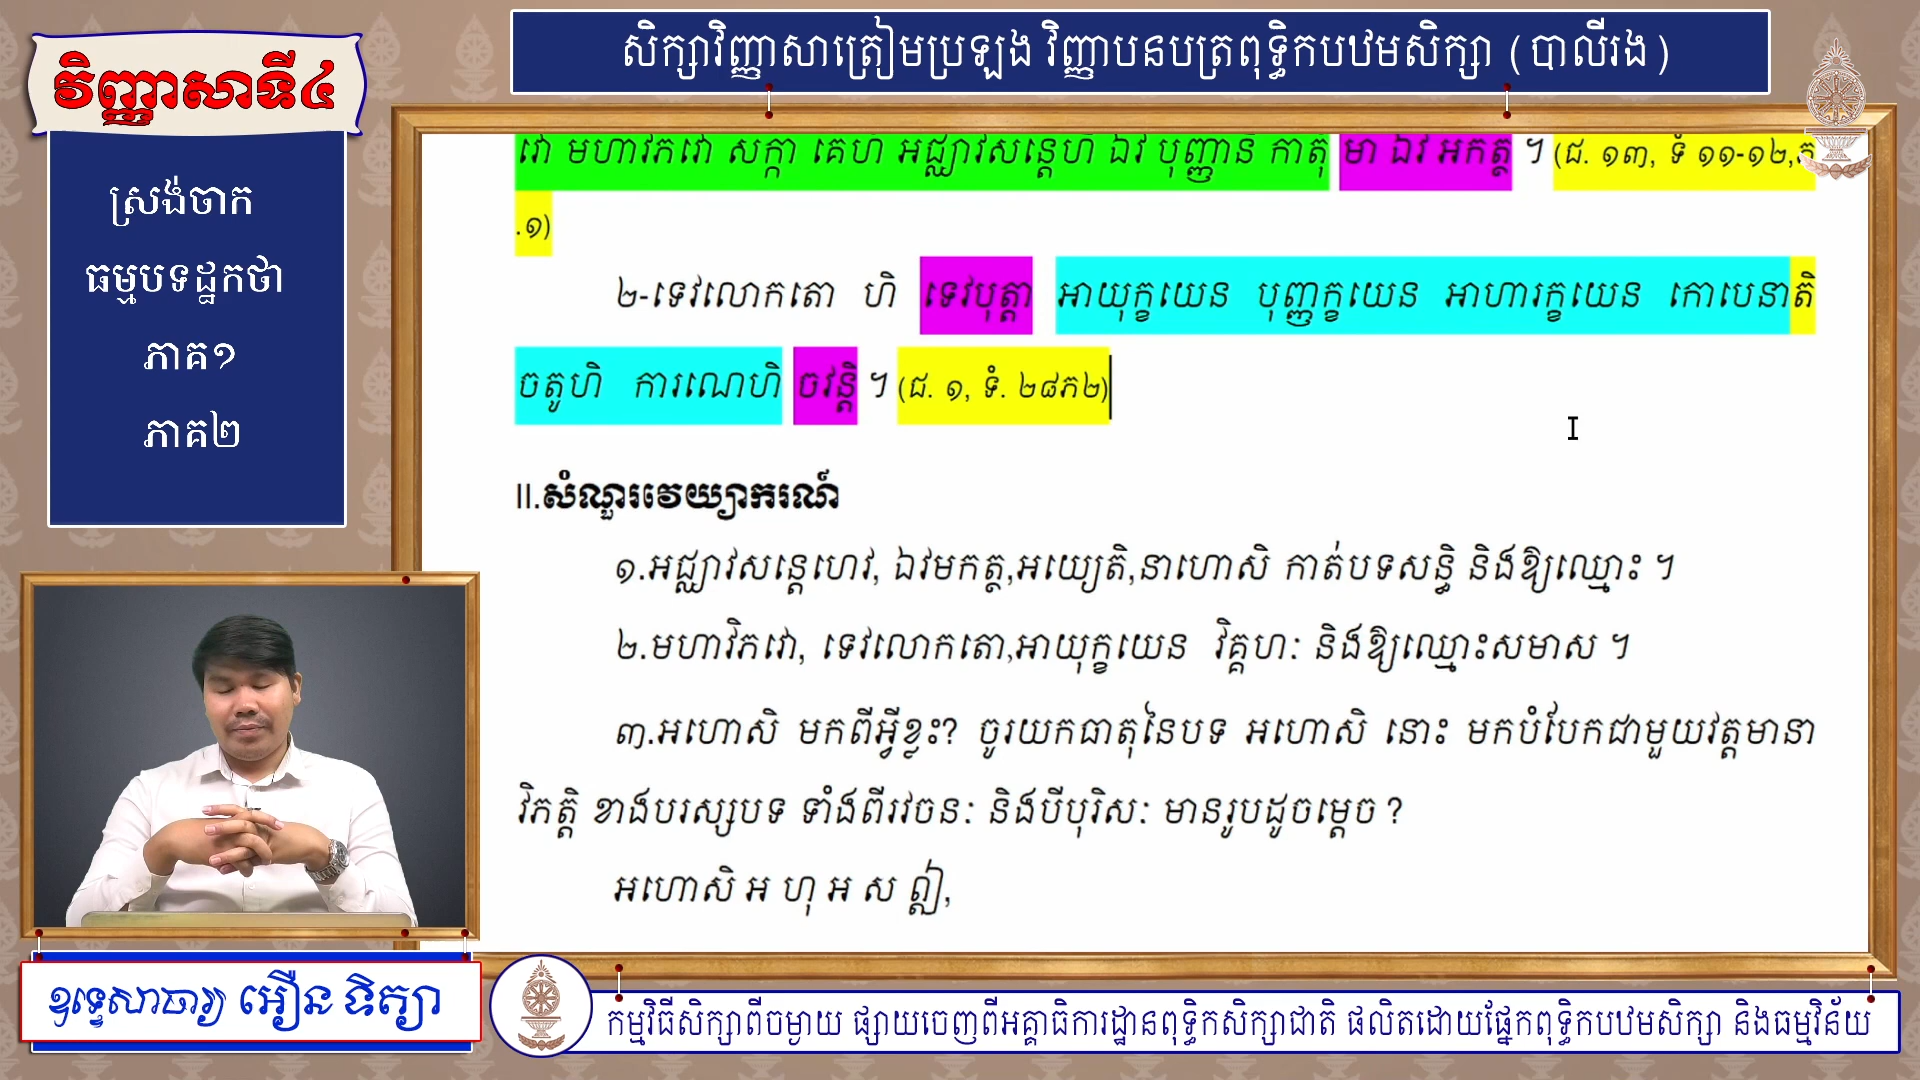 សិក្សាវិញ្ញាសាត្រៀមប្រឡង វិញ្ញាបនបត្រពុទ្ធិកបឋមសិក្សា (បាលីរង)
វិញ្ញាសាទី៤
ស្រង់ចាក
ធម្មបទដ្ឋកថា
ភាគ១
ភាគ២
វោ មហាវិភវោ សក្កា គេហំ អជ្ឈាវសន្តេហិ ឯវ បុញ្ញានិ កាតុំ មា ឯវ អកត្ថ ។ (ជ. ១៣, ទំ ១១-១២,ភ
.១)
២-ទេវលោកតោ ហិ ទេវបុត្តា អាយុក្ខយេន បុញ្ញក្ខយេន អាហារក្ខយេន កោបេនាតិ
ចតូហិ ការណេហិ ចវន្តិ ។ (ជ. ១, ទំ. ២៨ភ២)
II.សំណួរវេយ្យាករណ៍
១.អជ្ឈាវសន្តេហេវ, ឯវមកត្ថ,អយ្យេតិ,នាហោសិ កាត់បទសន្ធិ និងឱ្យឈ្មោះ ។
២.មហាវិភវោ, ទេវលោកតោ,អាយុក្ខយេន វិគ្គហៈ និងឱ្យឈ្មោះសមាស ។
៣.អហោសិ មកពីអ្វីខ្លះ? ចូរយកធាតុនៃបទ អហោសិ នោះ មកបំបែកជាមួយវត្តមានា
វិភត្តិ ខាងបរស្សបទ ទាំងពីរវចនៈ និងបីបុរិសៈ មានរូបដូចម្តេច ?
អហោសិ អ ហុ អ ស ឦ,
ឧទ្ទេសាចារ្យ អឿន ទិត្យា
កម្មវិធីសិក្សាពីចម្ងាយ ផ្សាយចេញពីអគ្គាធិការដ្ឋានពុទ្ធិកសិក្សាជាតិ ផលិតដោយផ្នែកពុទ្ធិកបឋមសិក្សា និងធម្មវិន័យ